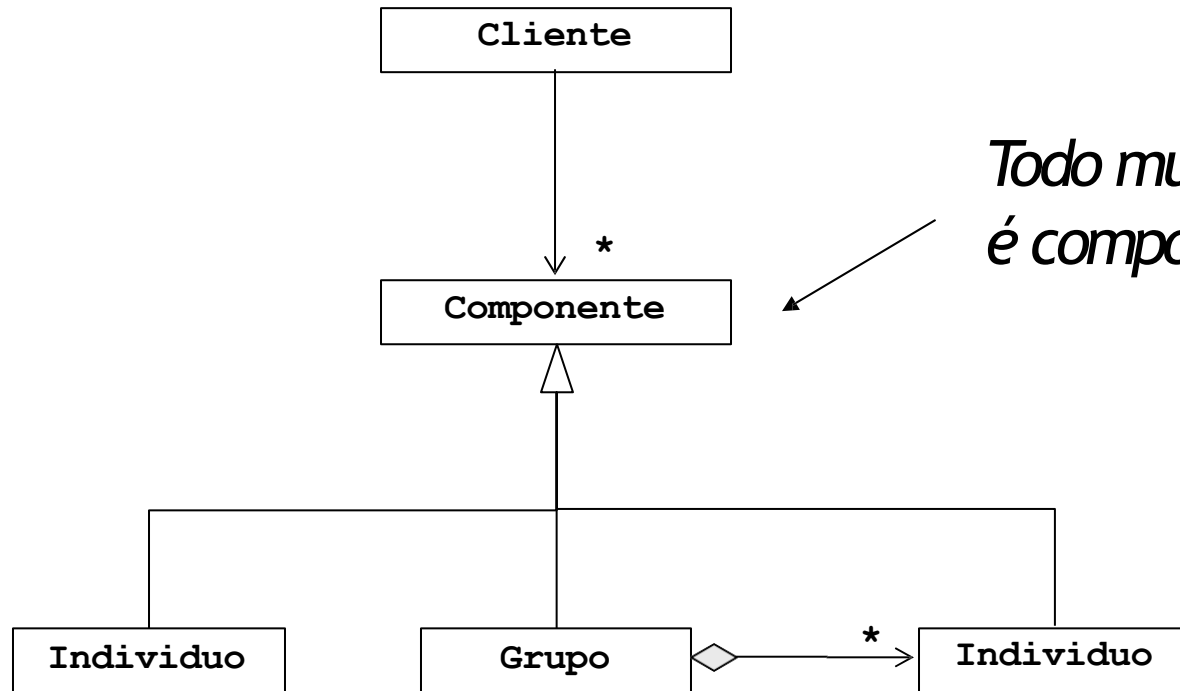 Cliente
Todo mu
é compo
*
Componente
Individuo
Grupo
*
Individuo